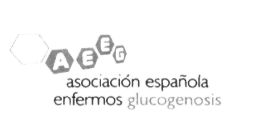 AEEG
asociación española
enfermos glucogenosis